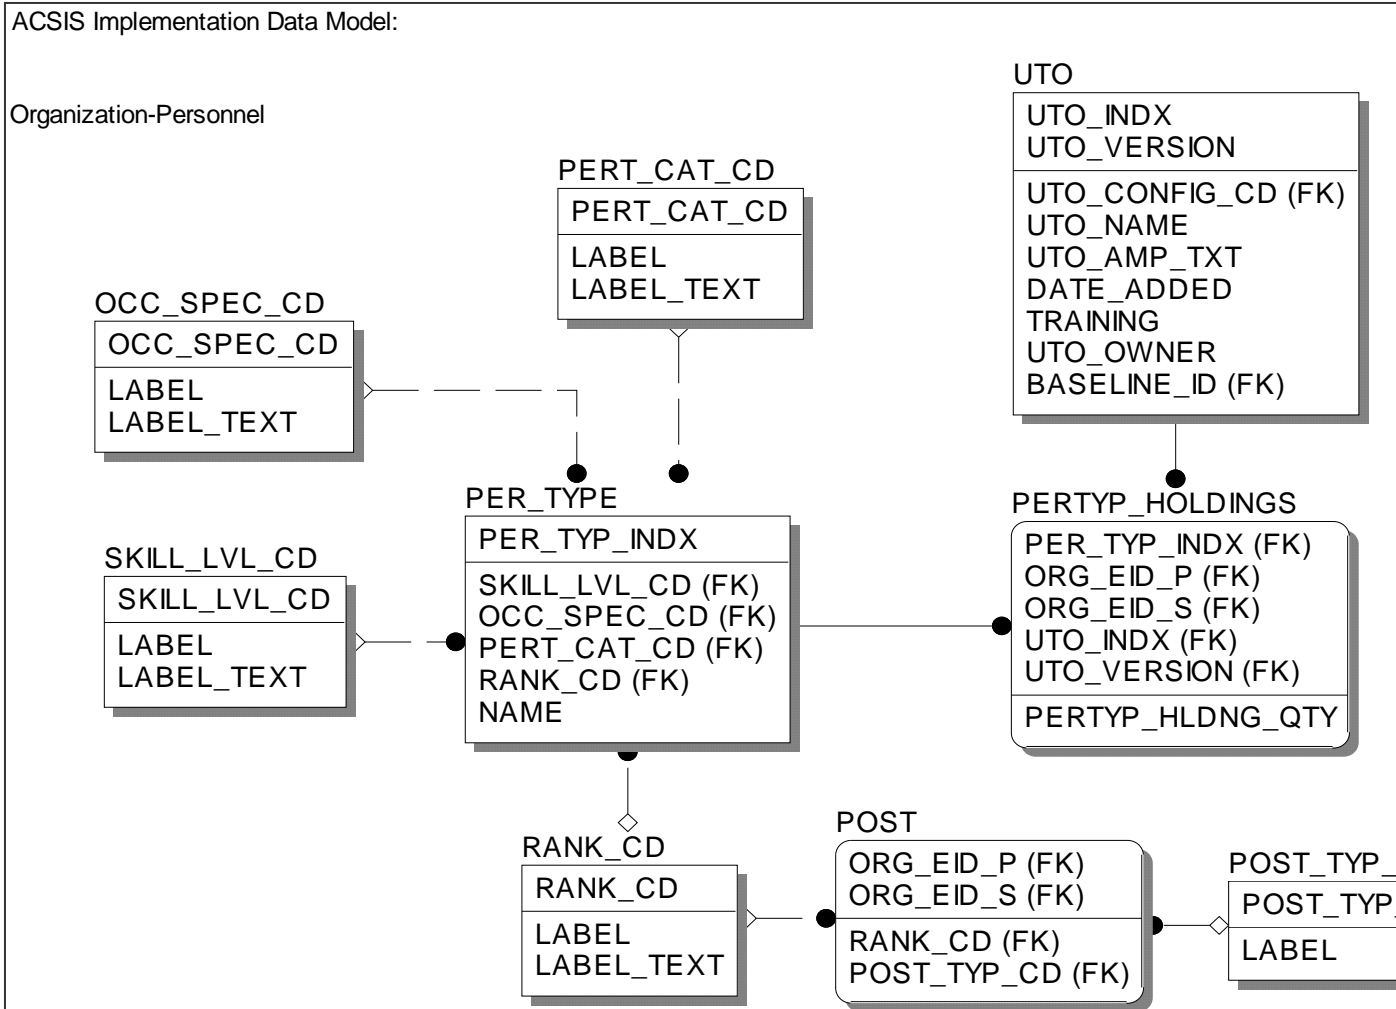 ACSIS Implementation Data Model:
Organization-Personnel
UTO
UTO_INDX
UTO_VERSION
UTO_CONFIG_CD (FK)
UTO_NAME
UTO_AMP_TXT
DATE_ADDED
TRAINING
UTO_OWNER
BASELINE_ID (FK)
PERT_CAT_CD
PERT_CAT_CD
LABEL
LABEL_TEXT
OCC_SPEC_CD
OCC_SPEC_CD
LABEL
LABEL_TEXT
PER_TYPE
PER_TYP_INDX
SKILL_LVL_CD (FK)
OCC_SPEC_CD (FK)
PERT_CAT_CD (FK)
RANK_CD (FK)
NAME
PERTYP_HOLDINGS
PER_TYP_INDX (FK)
ORG_EID_P (FK)
ORG_EID_S (FK)
UTO_INDX (FK)
UTO_VERSION (FK)
PERTYP_HLDNG_QTY
SKILL_LVL_CD
SKILL_LVL_CD
LABEL
LABEL_TEXT
RANK_CD
RANK_CD
LABEL
LABEL_TEXT
POST
ORG_EID_P (FK)
ORG_EID_S (FK)
RANK_CD (FK)
POST_TYP_CD (FK)
POST_TYP_
POST_TYP_
LABEL